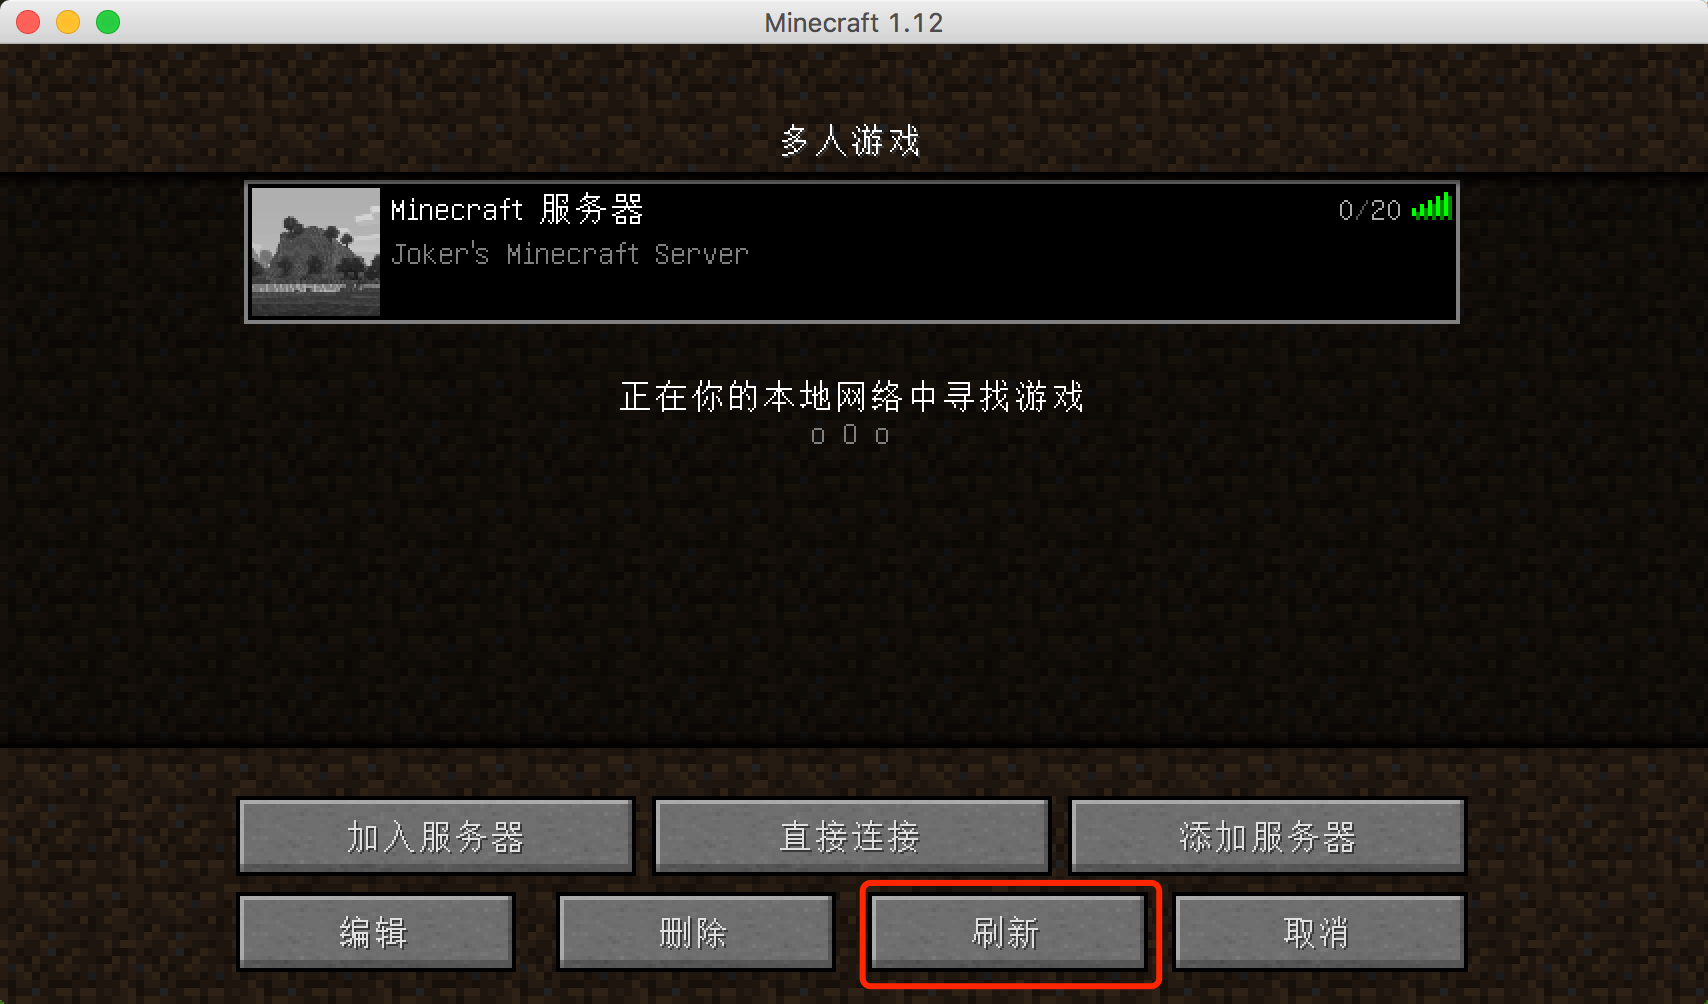 Minecraft 1.12
多人游戏
Minecraft 服务器 0/20
Joker's Minecraft Server
正在你的本地网络中寻找游戏
o O o
加入服务器 直接连接 添加服务器
编辑 删除 刷新 取消